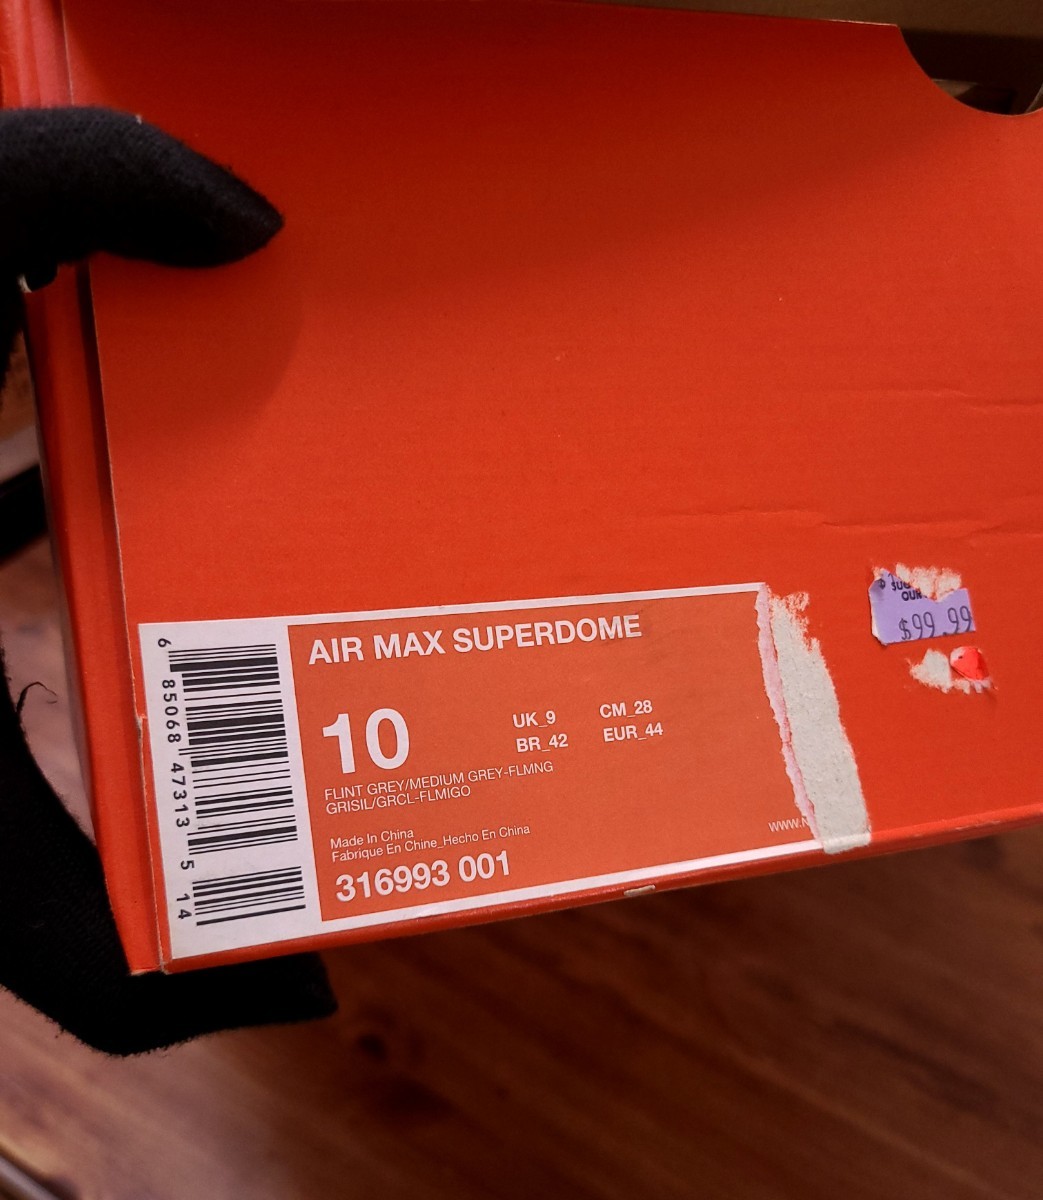 AIR MAX SUPERDOME
10
UK_9 CM_28
BR_42 EUR_44
FLINT GREY/MEDIUM GREY-FLMNG
GRISIL/GRCL-FLMIGO
Made In China
Fabrique En Chine_Hecho En China
316993 001
6 85068 47313 5 14
OUR
$99.99